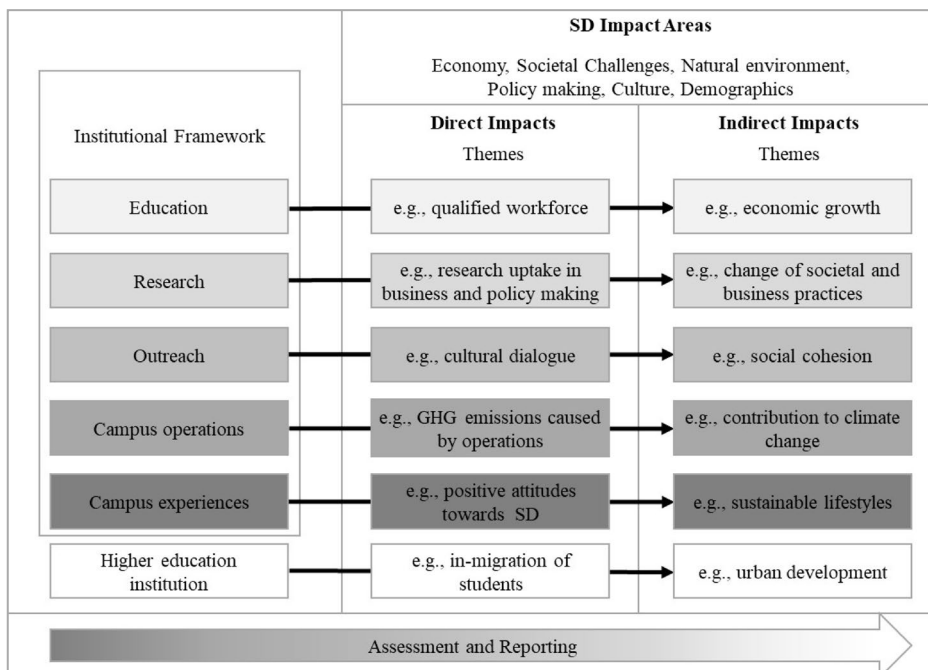 SD Impact Areas
Economy, Societal Challenges, Natural environment,
Policy making, Culture, Demographics
Institutional Framework
Direct Impacts
Themes
Indirect Impacts
Themes
Education
e.g., qualified workforce
e.g., economic growth
Research
e.g., research uptake in
business and policy making
e.g., change of societal and
business practices
Outreach
e.g., cultural dialogue
e.g., social cohesion
Campus operations
e.g., GHG emissions caused
by operations
e.g., contribution to climate
change
Campus experiences
e.g., positive attitudes
towards SD
e.g., sustainable lifestyles
Higher education
institution
e.g., in-migration of
students
e.g., urban development
Assessment and Reporting